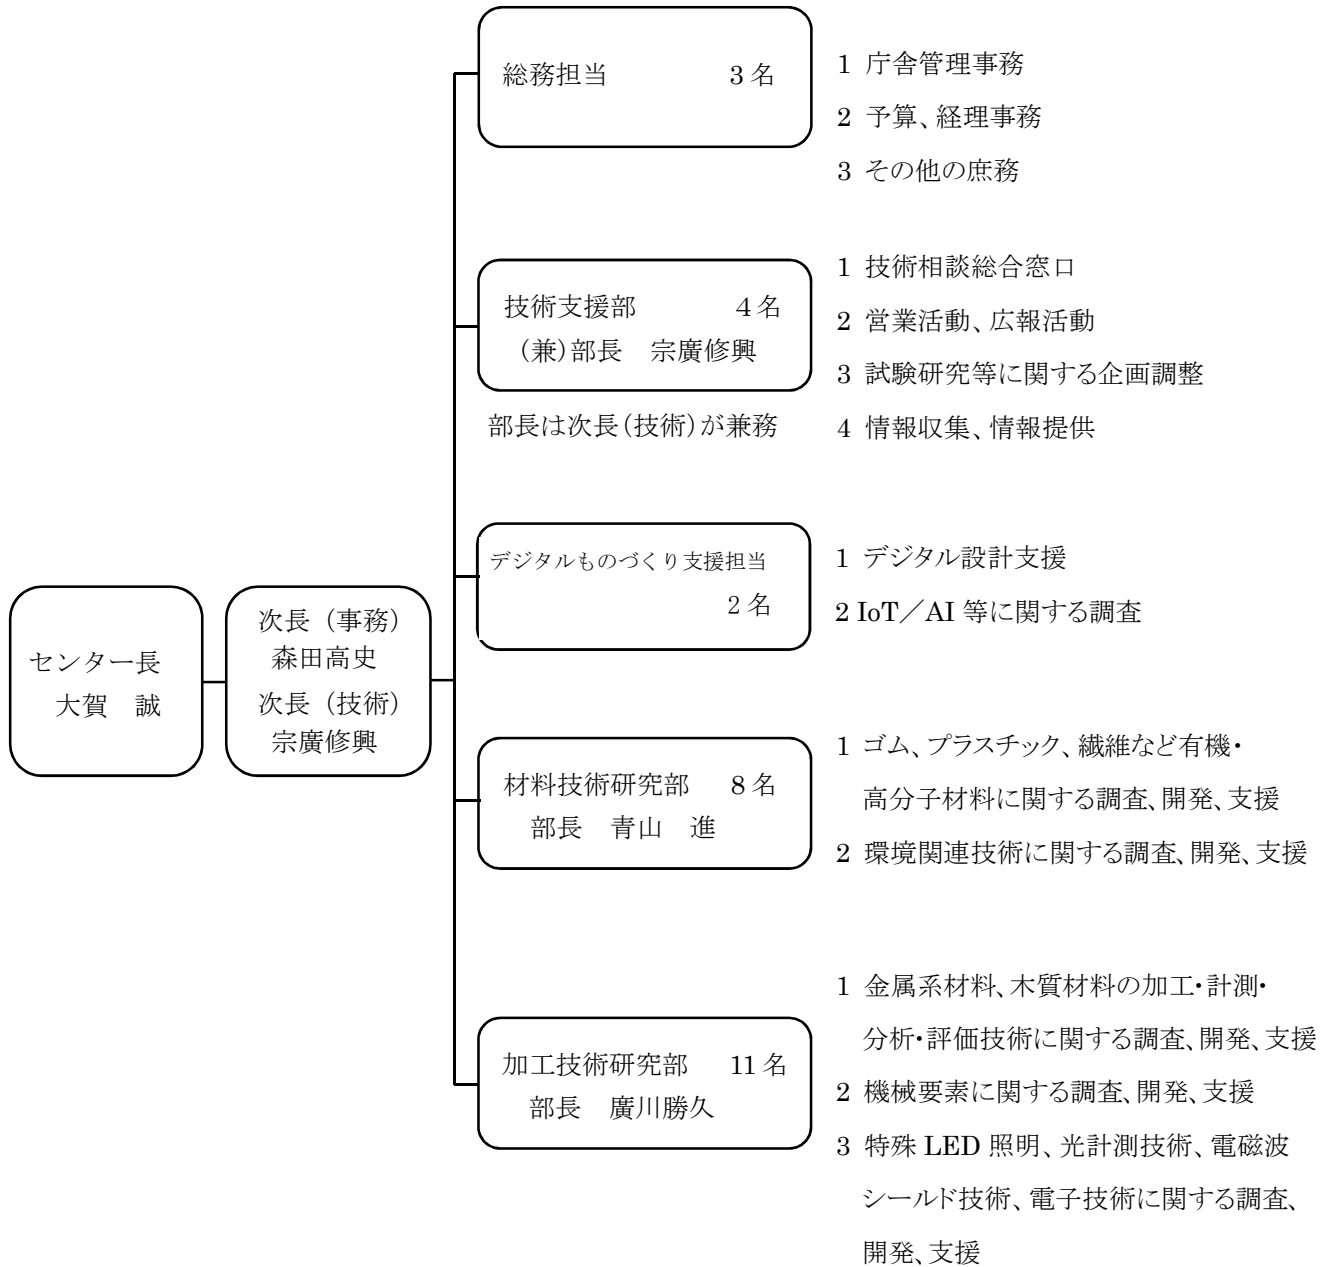 センター長
大賀　誠
次長（事務）
森田高史
次長（技術）
宗廣修興
総務担当　3名
1 庁舎管理事務
2 予算、経理事務
3 その他の庶務
技術支援部　4名
（兼）部長　宗廣修興
部長は次長（技術）が兼務
1 技術相談総合窓口
2 営業活動、広報活動
3 試験研究等に関する企画調整
4 情報収集、情報提供
デジタルものづくり支援担当
2名
1 デジタル設計支援
2 IoT／AI 等に関する調査
材料技術研究部　8名
部長　青山　進
1 ゴム、プラスチック、繊維など有機・
高分子材料に関する調査、開発、支援
2 環境関連技術に関する調査、開発、支援
加工技術研究部　11名
部長　廣川勝久
1 金属系材料、木質材料の加工・計測・
分析・評価技術に関する調査、開発、支援
2 機械要素に関する調査、開発、支援
3 特殊 LED 照明、光計測技術、電磁波
シールド技術、電子技術に関する調査、
開発、支援